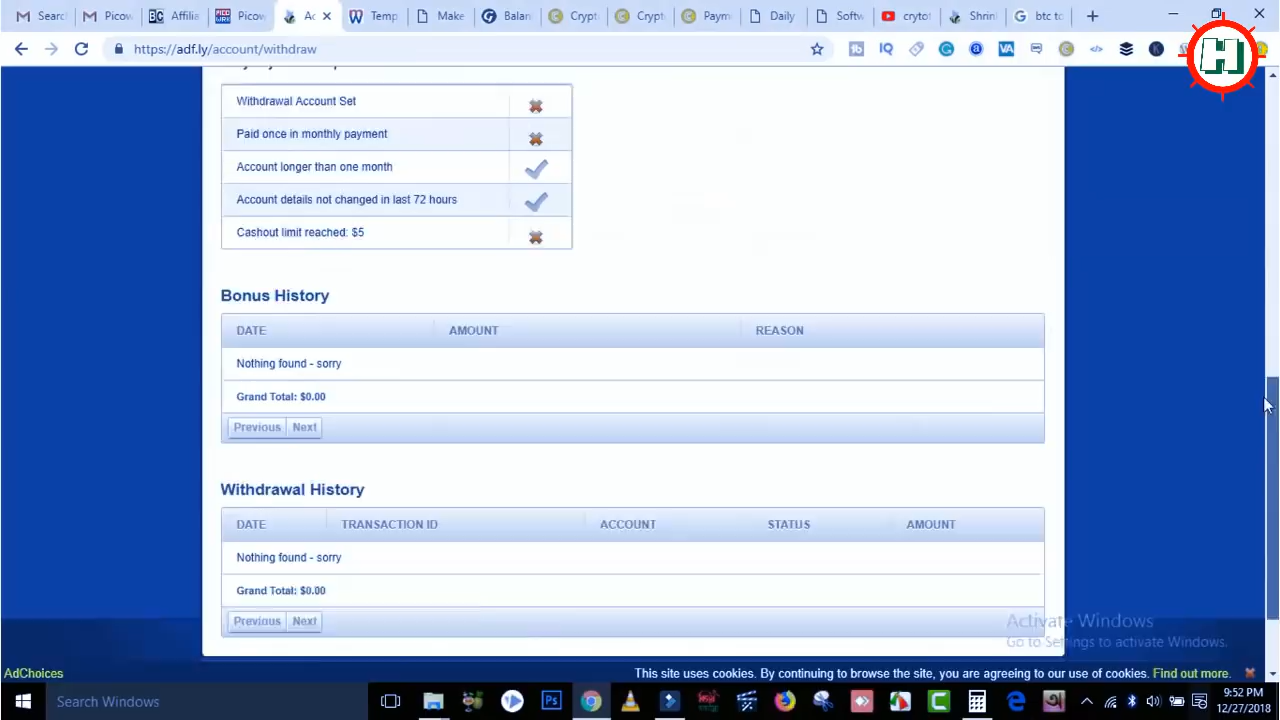 Search
Picow
Affilia
Picow
Ac
Temp
Make
Balan
Crypt
Crypt
Paym
Daily
Softw
crytof
Shrin
btc to
https://adf.ly/account/withdraw
Withdrawal Account Set
Paid once in monthly payment
Account longer than one month
Account details not changed in last 72 hours
Cashout limit reached: $5
Bonus History
DATE AMOUNT REASON
Nothing found - sorry
Grand Total: $0.00
Previous Next
Withdrawal History
DATE TRANSACTION ID ACCOUNT STATUS AMOUNT
Nothing found - sorry
Grand Total: $0.00
Previous Next
Activate Windows
Go to Settings to activate Windows.
AdChoices
This site uses cookies. By continuing to browse the site, you are agreeing to our use of cookies. Find out more.
Search Windows
9:52 PM
12/27/2018